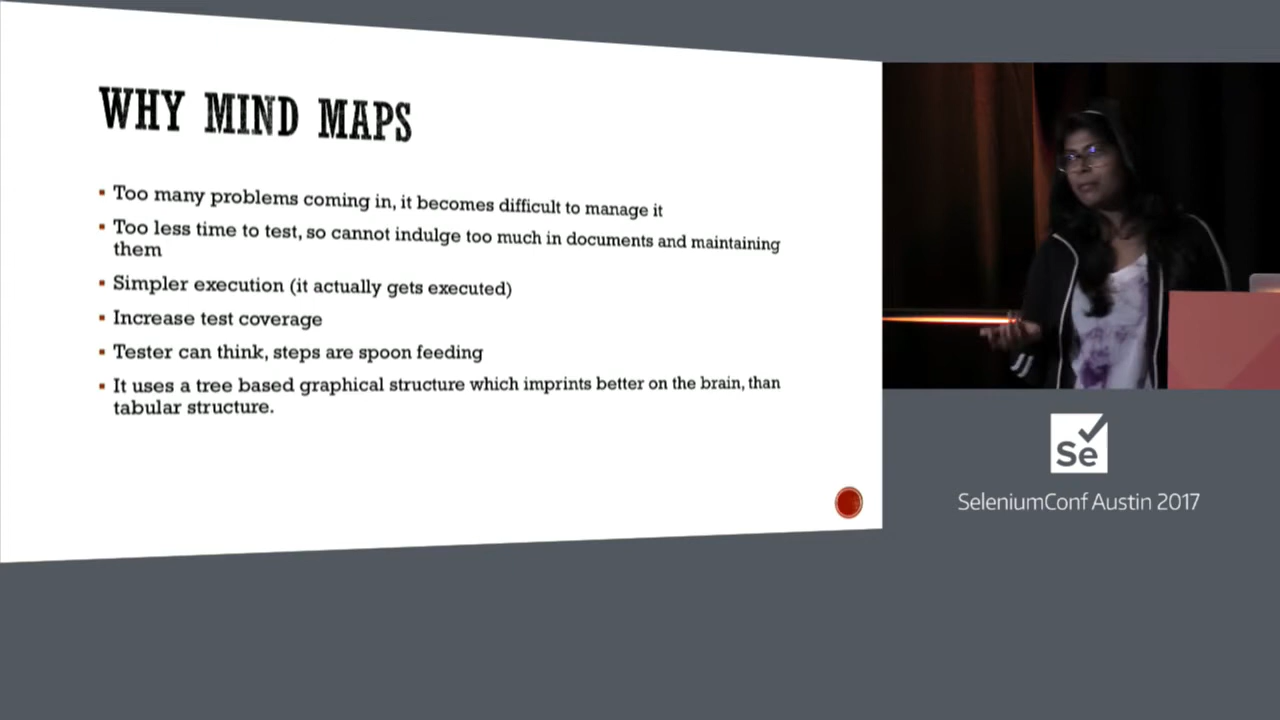 WHY MIND MAPS
Too many problems coming in, it becomes difficult to manage it
Too less time to test, so cannot indulge too much in documents and maintaining
them
Simpler execution (it actually gets executed)
Increase test coverage
Tester can think, steps are spoon feeding
It uses a tree based graphical structure which imprints better on the brain, than
tabular structure.
Se
SeleniumConf Austin 2017